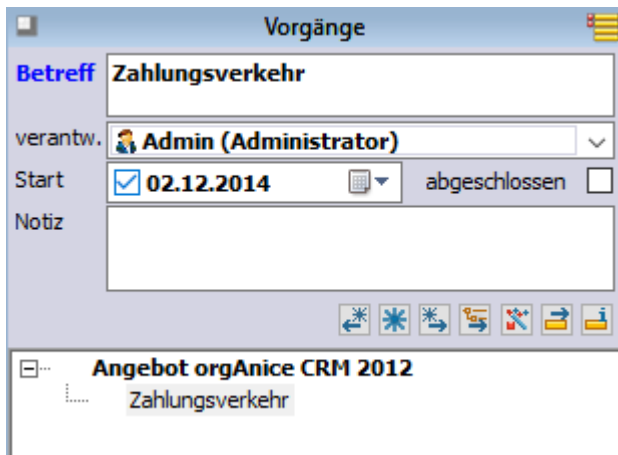 Vorgänge
Betreff Zahlungsverkehr
verantw. Admin (Administrator)
Start 02.12.2014 abgeschlossen
Notiz
Angebot orgAnice CRM 2012
Zahlungsverkehr